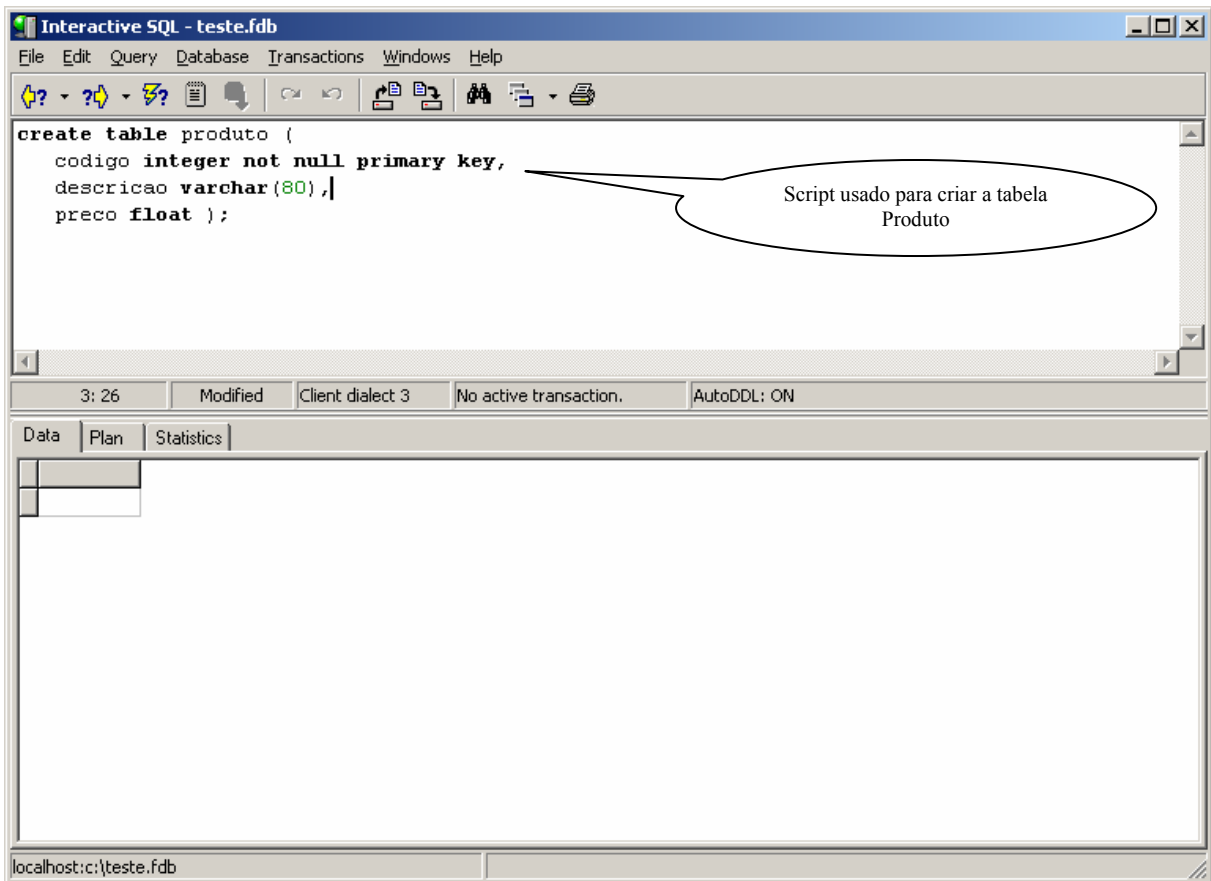 Interactive SQL - teste.fdb
File Edit Query Database Transactions Windows Help
create table produto (
codigo integer not null primary key,
descricao varchar(80),
preco float );
Script usado para criar a tabela
Produto
3: 26 Modified Client dialect 3 No active transaction. AutoDDL: ON
Data Plan Statistics
localhost:c:\teste.fdb